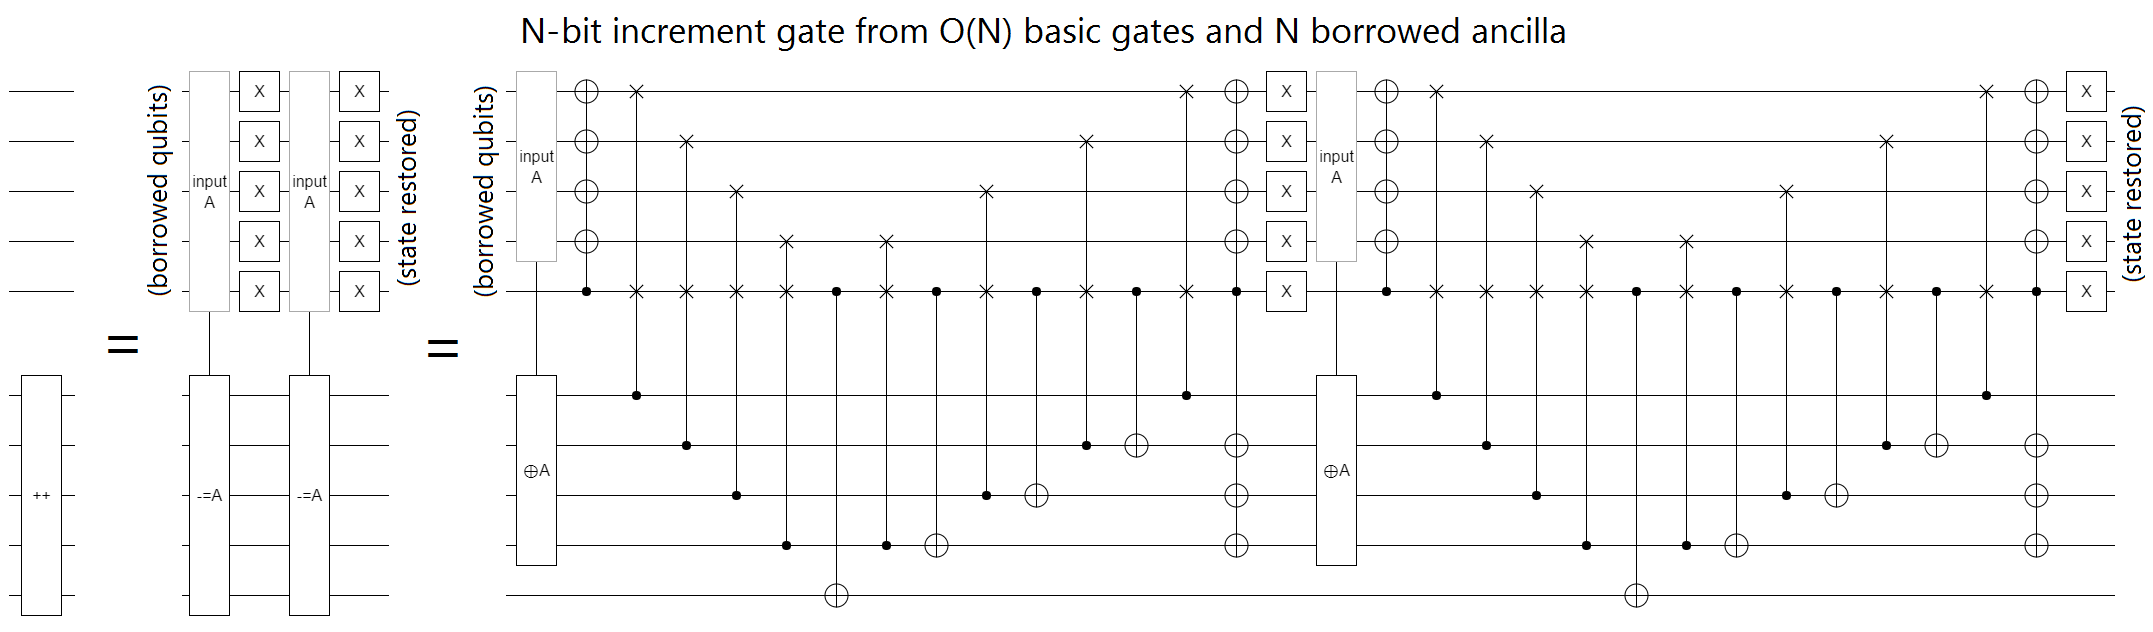 N-bit increment gate from O(N) basic gates and N borrowed ancilla
++
=
(borrowed qubits)
input
A
-=A
X
X
X
X
X
input
A
-=A
X
X
X
X
X
(state restored)
=
(borrowed qubits)
input
A
⊕A
X
X
X
X
X
input
A
⊕A
X
X
X
X
X
(state restored)